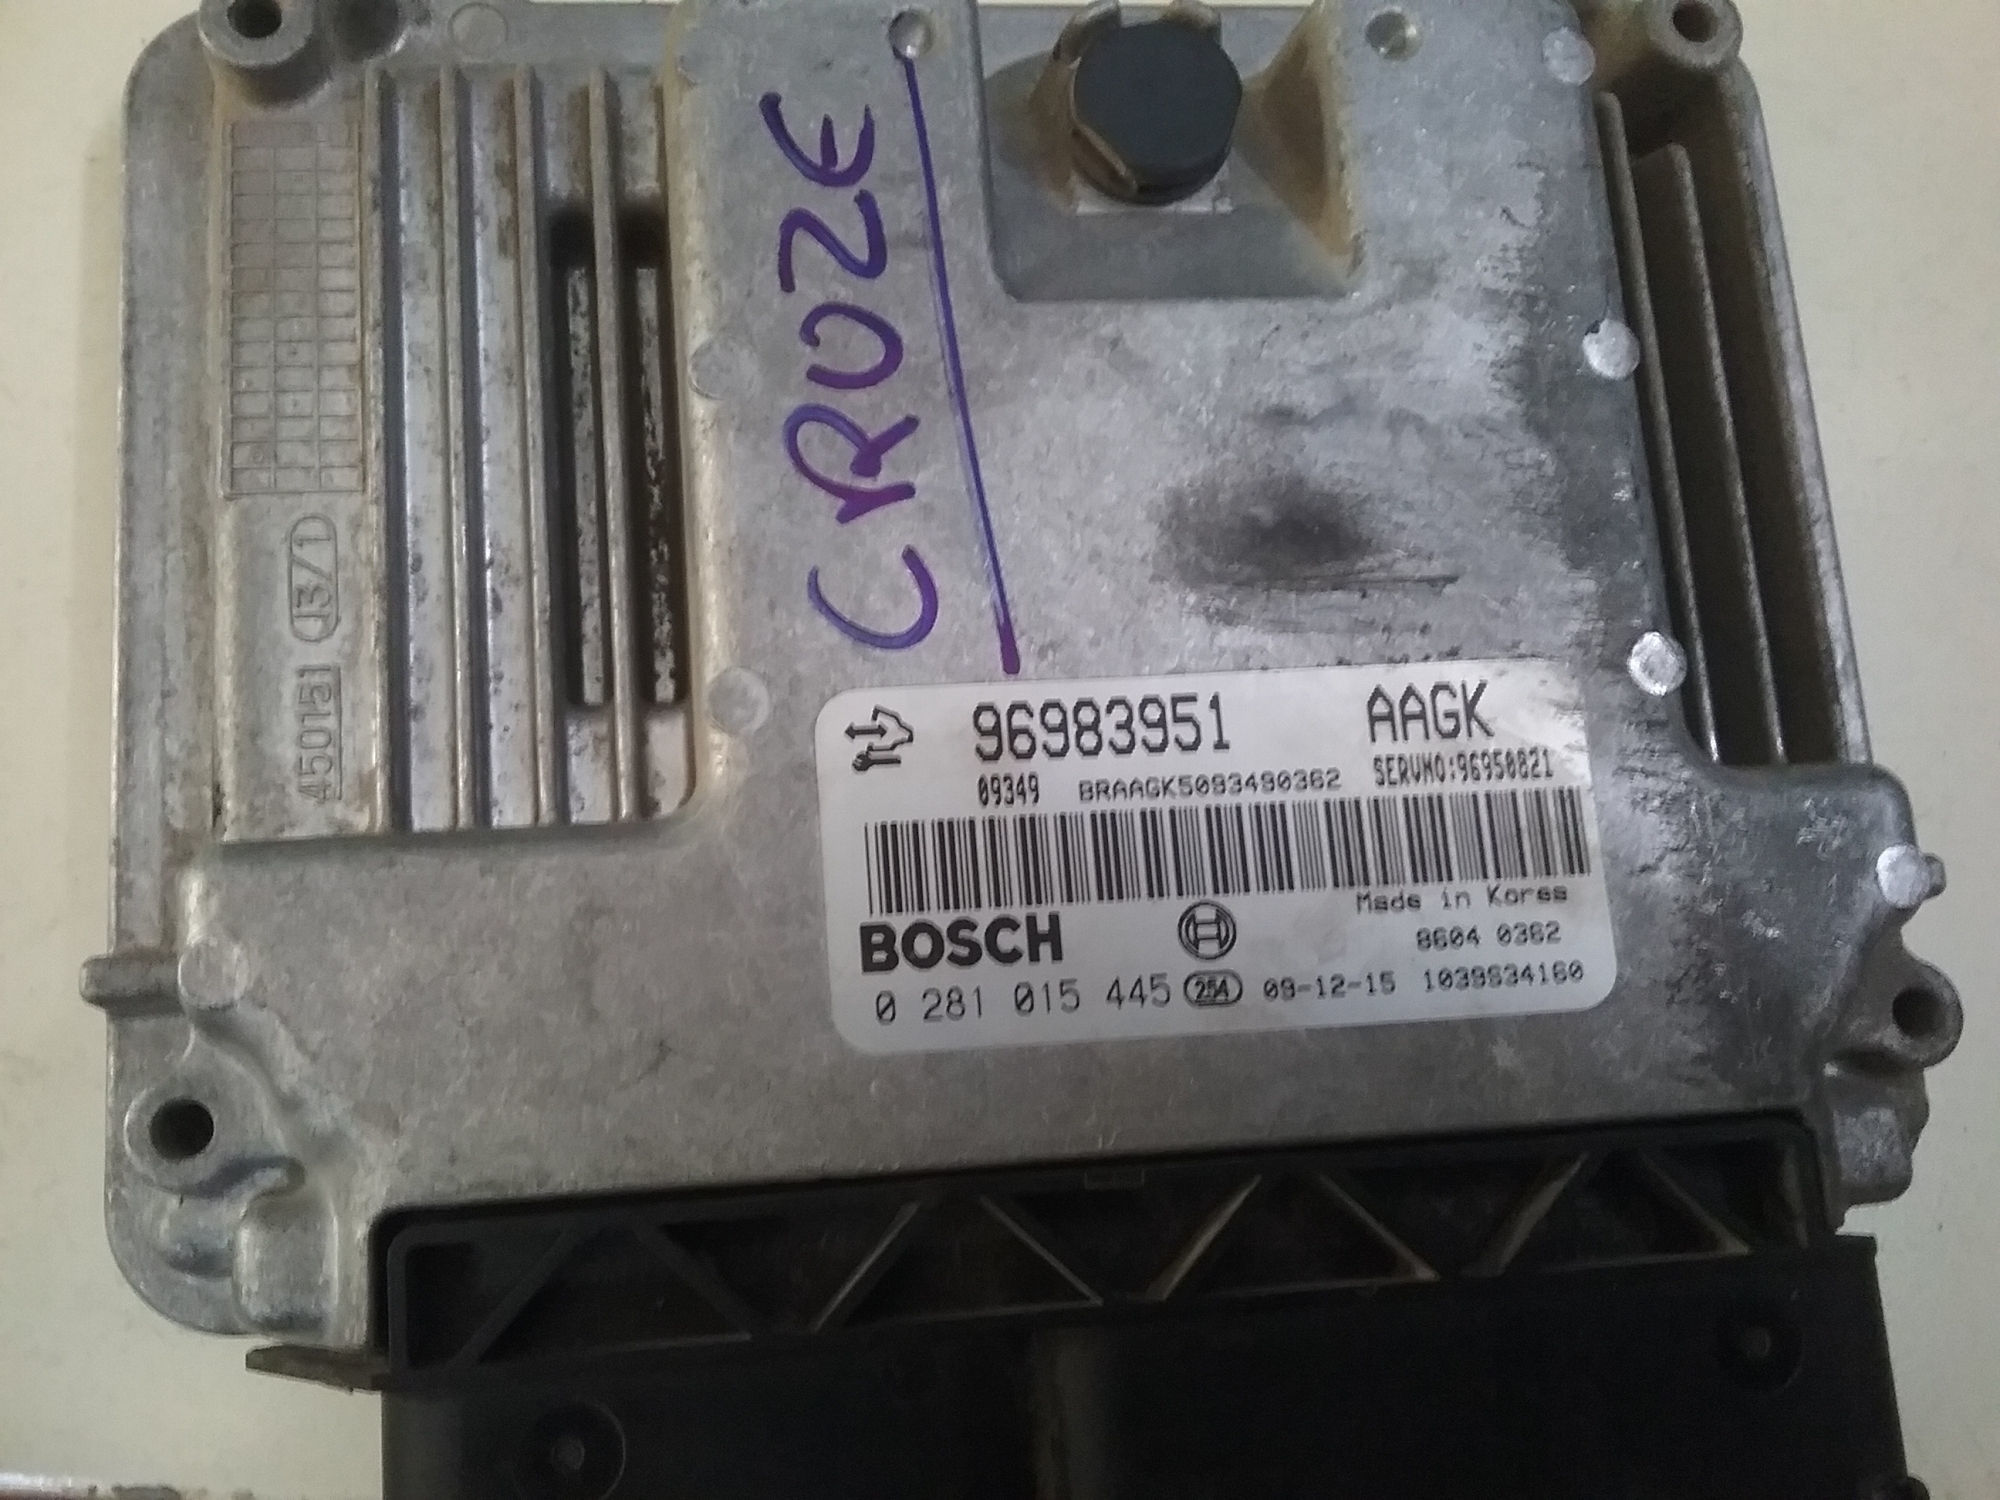 CRUZE
450151 13/1
96983951 AAGK
09349 BRAAGK5093490362 SERVNO:96950821
Made in Korea
BOSCH
8604 0362
0 281 015 445 254 09-12-15 1039S34160